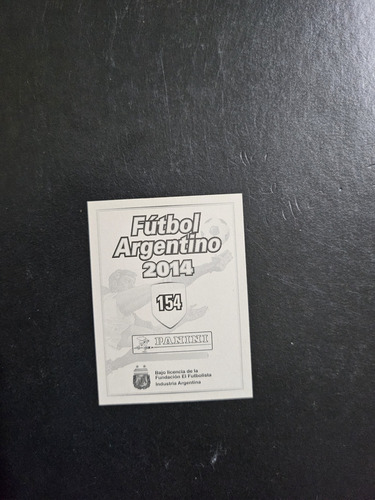 Fútbol
Argentino
2014
154
PANINI
Bajo licencia de la
Fundación El Futbolista
Industria Argentina